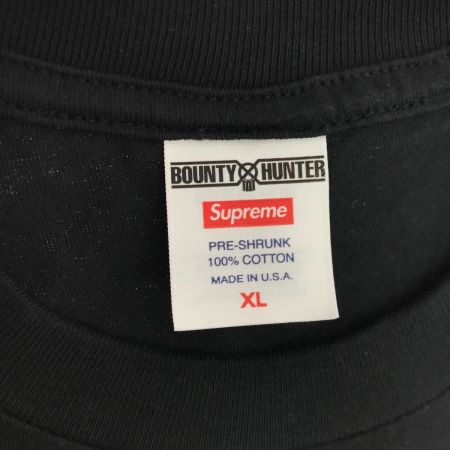 BOUNTY HUNTER
Supreme
PRE-SHRUNK
100% COTTON
MADE IN U.S.A.
XL